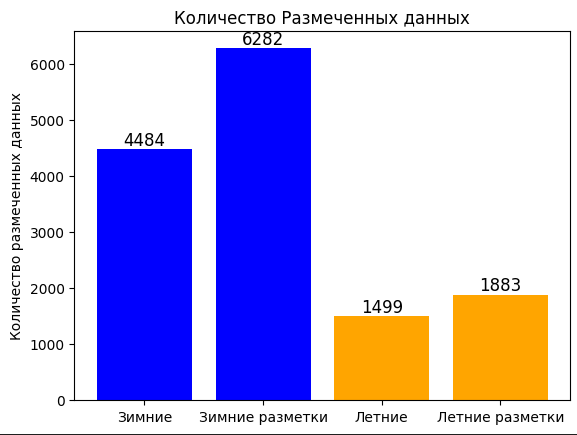 Количество Размеченных данных
Количество размеченных данных
6000
5000
4000
3000
2000
1000
0
4484
6282
1499
1883
Зимние
Зимние разметки
Летние
Летние разметки